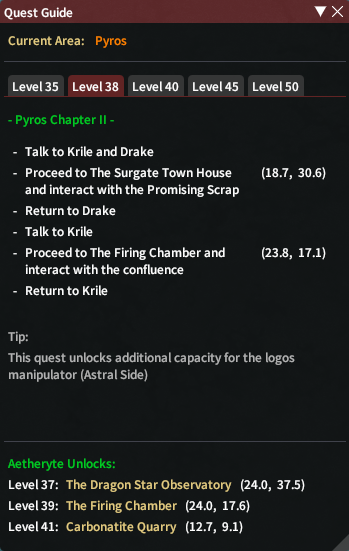 Quest Guide
Current Area: Pyros
Level 35 Level 38 Level 40 Level 45 Level 50
- Pyros Chapter II -
- Talk to Krile and Drake
- Proceed to The Surgate Town House (18.7, 30.6)
and interact with the Promising Scrap
- Return to Drake
- Talk to Krile
- Proceed to The Firing Chamber and (23.8, 17.1)
interact with the confluence
- Return to Krile
Tip:
This quest unlocks additional capacity for the logos
manipulator (Astral Side)
Aetheryte Unlocks:
Level 37: The Dragon Star Observatory (24.0, 37.5)
Level 39: The Firing Chamber (24.0, 17.6)
Level 41: Carbonatite Quarry (12.7, 9.1)